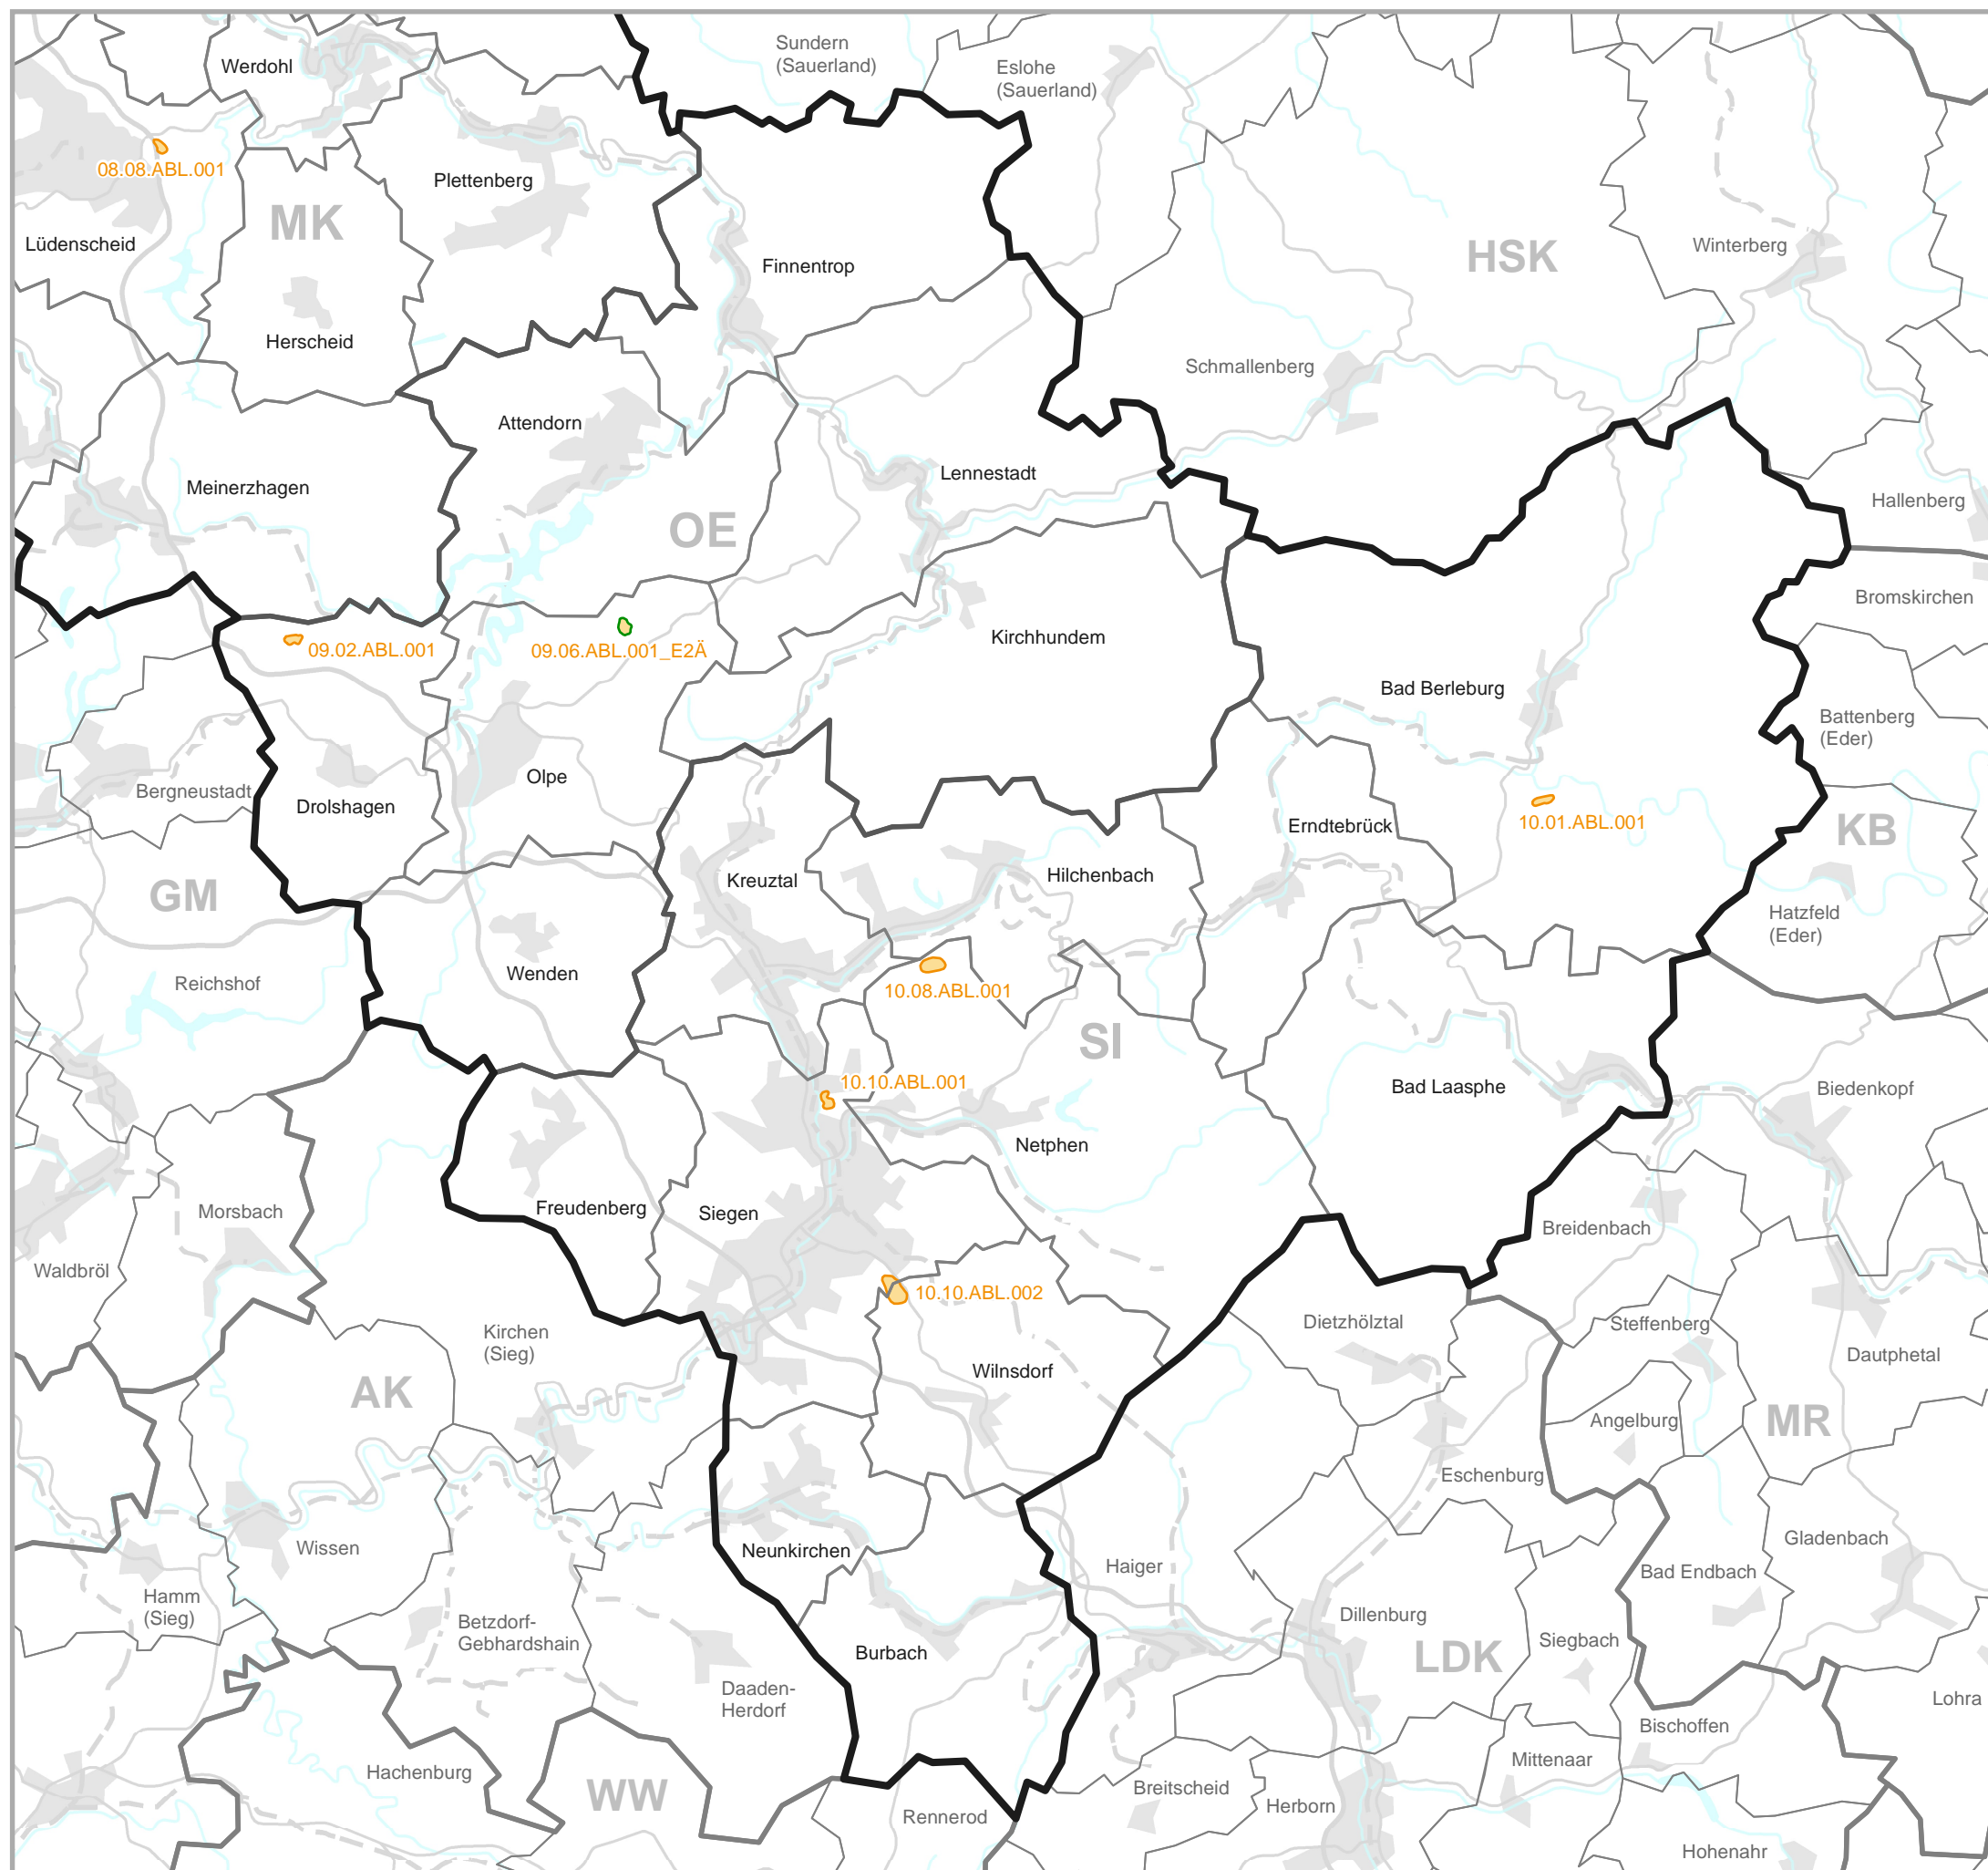 Werdohl
Sundern
(Sauerland)
Eslohe
(Sauerland)
08.08.ABL.001
Plettenberg
MK
Lüdenscheid
HSK
Winterberg
Finnentrop
Herscheid
Schmallenberg
Attendorn
Lennestadt
Meinerzhagen
Hallenberg
OE
Bromskirchen
Kirchhundem
09.02.ABL.001
09.06.ABL.001_E2Ä
Bad Berleburg
Battenberg
(Eder)
Olpe
Bergneustadt
Drolshagen
10.01.ABL.001
Erndtebrück
KB
Kreuztal
Hilchenbach
GM
Hatzfeld
(Eder)
Wenden
Reichshof
10.08.ABL.001
SI
10.10.ABL.001
Bad Laasphe
Biedenkopf
Netphen
Morsbach
Freudenberg
Siegen
Breidenbach
Waldbröl
10.10.ABL.002
Dietzhölztal
Steffenberg
Kirchen
(Sieg)
Dautphetal
Wilnsdorf
AK
Angelburg
MR
Eschenburg
Wissen
Neunkirchen
Haiger
Gladenbach
Bad Endbach
Hamm
(Sieg)
Betzdorf-
Gebhardshain
Dillenburg
Siegbach
Burbach
LDK
Daaden-
Herdorf
Lohra
Bischoffen
Hachenburg
Mittenaar
WW
Breitscheid
Herborn
Rennerod
Hohenahr